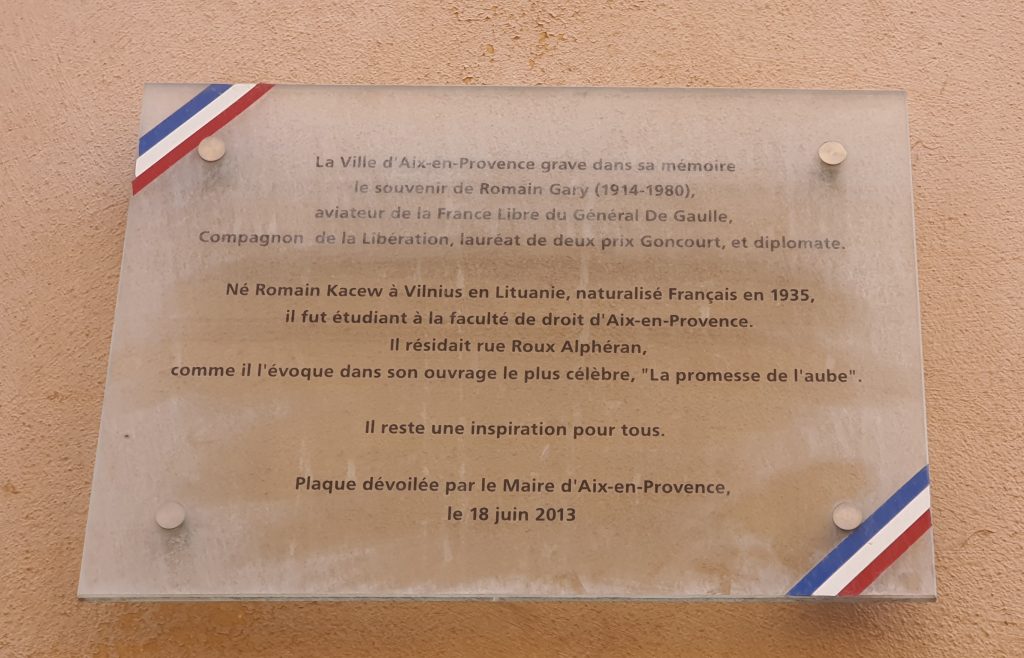 La Ville d'Aix-en-Provence grave dans sa mémoire
le souvenir de Romain Gary (1914-1980),
aviateur de la France Libre du Général De Gaulle,
Compagnon de la Libération, lauréat de deux prix Goncourt, et diplomate.
Né Romain Kacew à Vilnius en Lituanie, naturalisé Français en 1935,
il fut étudiant à la faculté de droit d'Aix-en-Provence.
Il résidait rue Roux Alphéran,
comme il l'évoque dans son ouvrage le plus célèbre, "La promesse de l'aube".
Il reste une inspiration pour tous.
Plaque dévoilée par le Maire d'Aix-en-Provence,
le 18 juin 2013